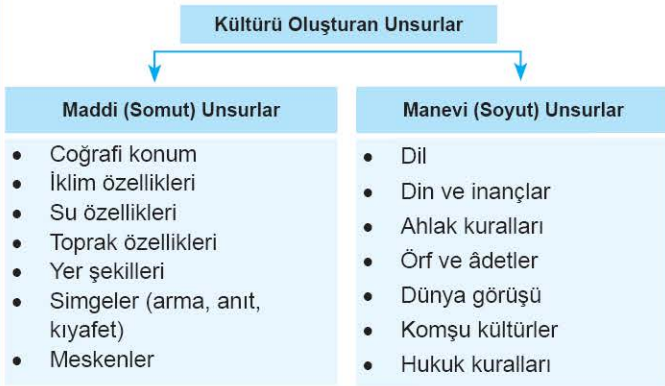 Kültürü Oluşturan Unsurlar
Maddi (Somut) Unsurlar
• Coğrafi konum
• İklim özellikleri
• Su özellikleri
• Toprak özellikleri
• Yer şekilleri
• Simgeler (arma, anıt,
kıyafet)
• Meskenler
Manevi (Soyut) Unsurlar
• Dil
• Din ve inançlar
• Ahlak kuralları
• Örf ve âdetler
• Dünya görüşü
• Komşu kültürler
• Hukuk kuralları